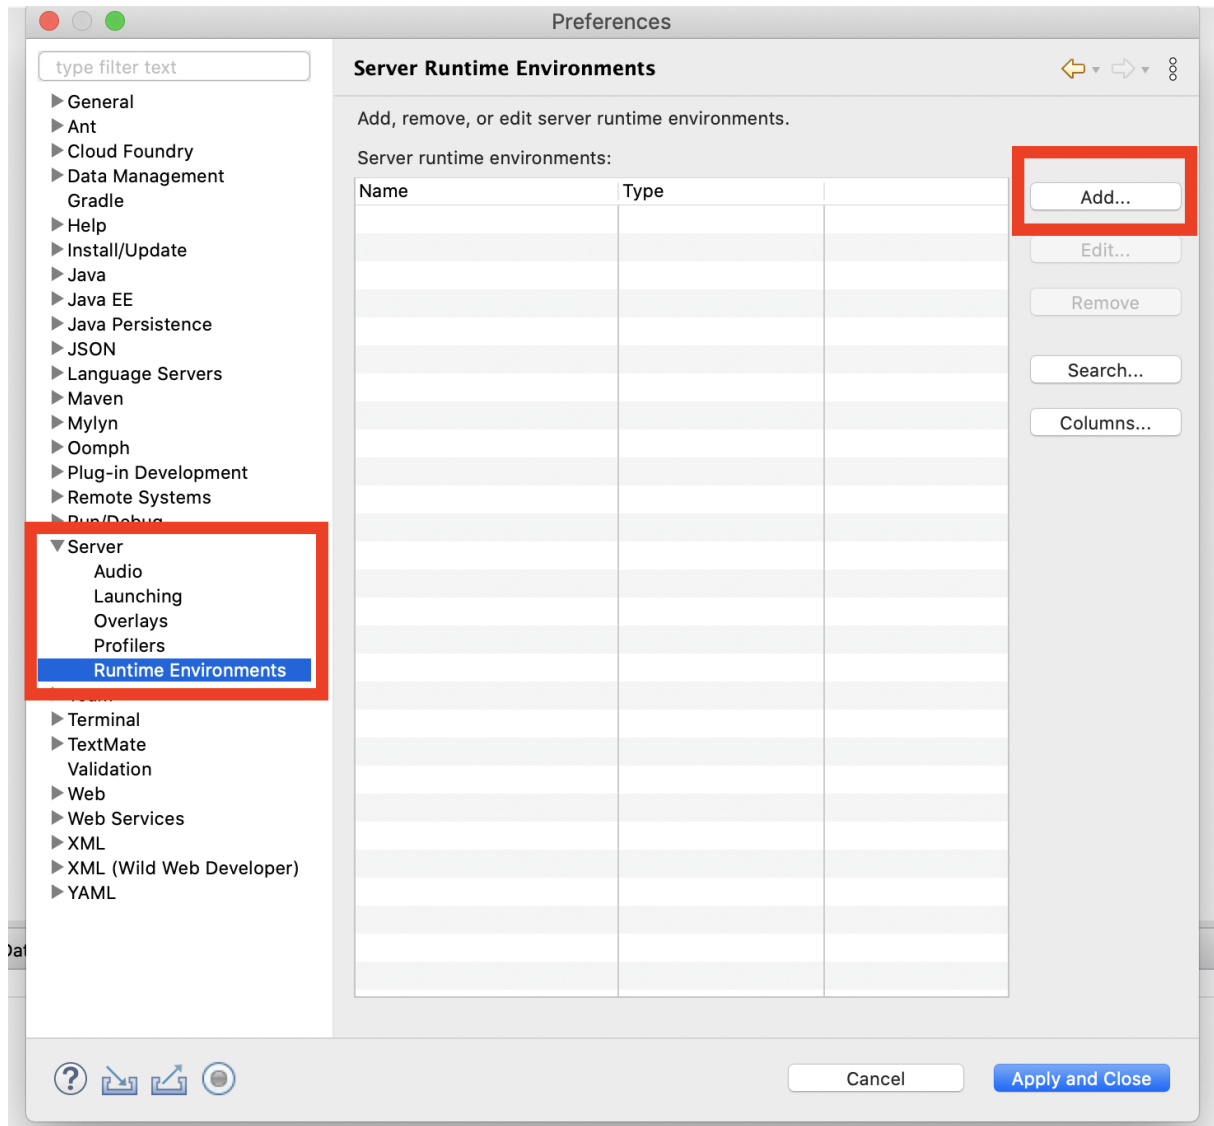 Preferences
type filter text
General
Ant
Cloud Foundry
Data Management
Gradle
Help
Install/Update
Java
Java EE
Java Persistence
JSON
Language Servers
Maven
Mylyn
Oomph
Plug-in Development
Remote Systems
Run/Debug
Server
Audio
Launching
Overlays
Profilers
Runtime Environments
Terminal
TextMate
Validation
Web
Web Services
XML
XML (Wild Web Developer)
YAML
Server Runtime Environments
Add, remove, or edit server runtime environments.
Server runtime environments:
Name Type
Add...
Edit...
Remove
Search...
Columns...
?
Cancel
Apply and Close